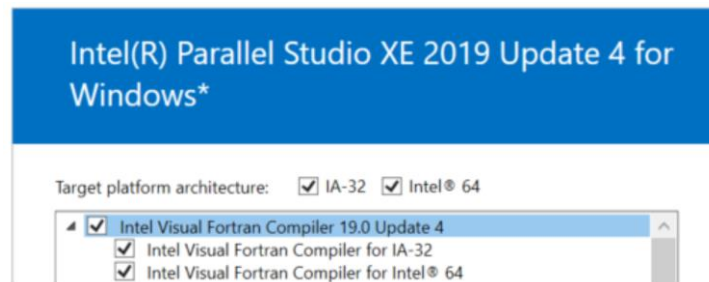 Intel(R) Parallel Studio XE 2019 Update 4 for
Windows*
Target platform architecture: IA-32 Intel® 64
Intel Visual Fortran Compiler 19.0 Update 4
Intel Visual Fortran Compiler for IA-32
Intel Visual Fortran Compiler for Intel® 64